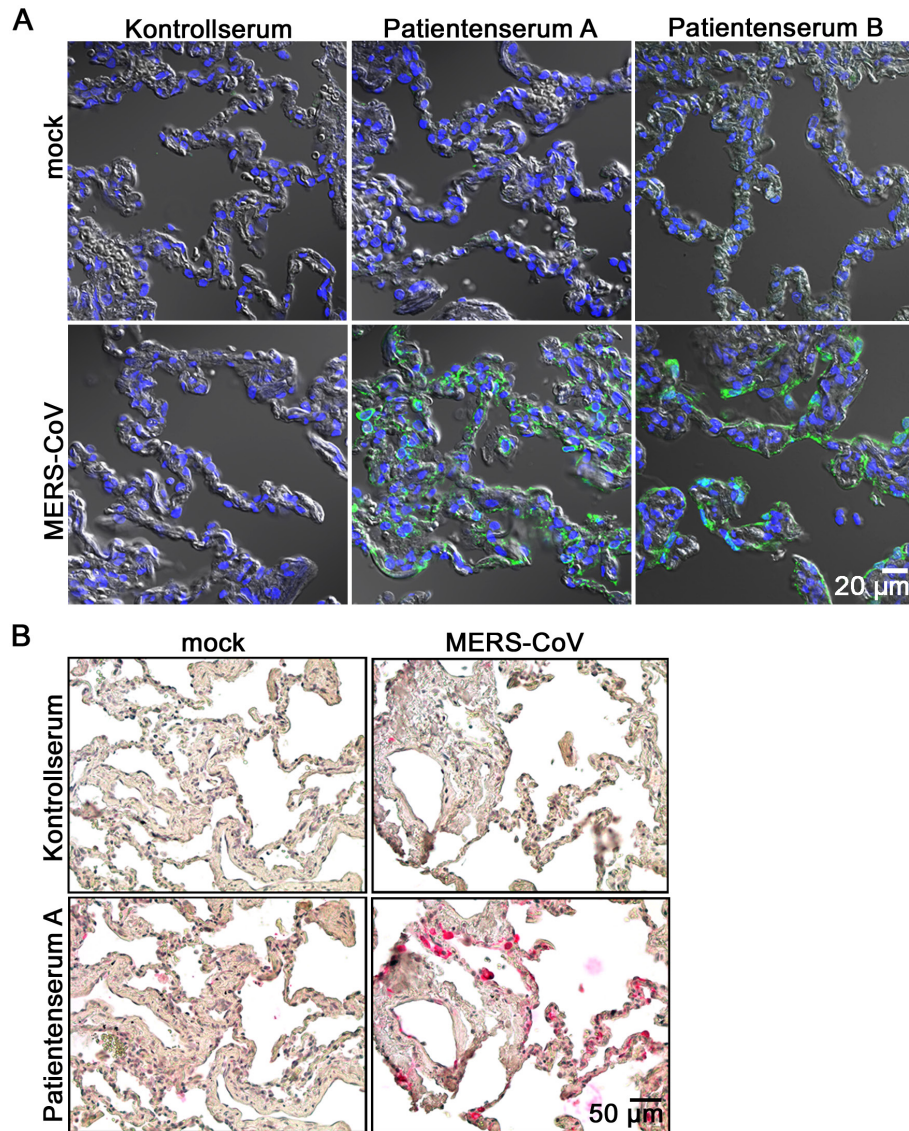 A
Kontrollserum Patientenserum A Patientenserum B
mock
MERS-CoV
20 µm
B
mock MERS-CoV
Kontrollserum
Patientenserum A
50 µm